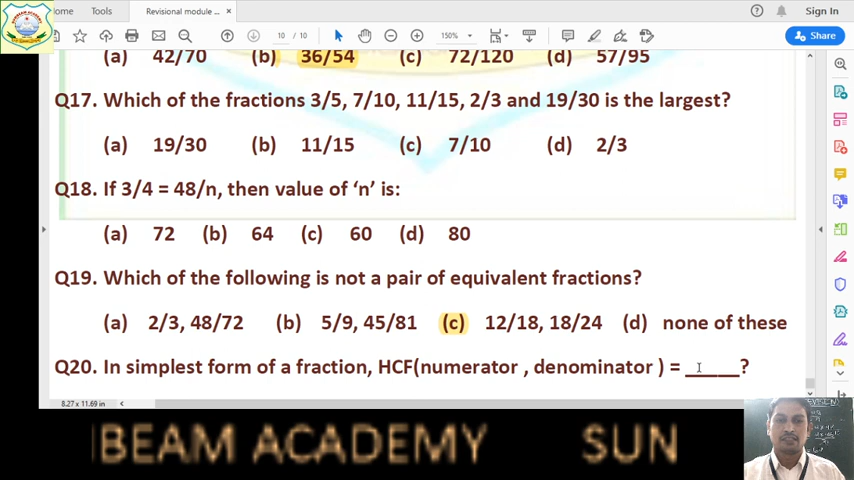 ome Tools Revisional module ... × Sign In
10 / 10 150% Share
(a) 42/70 (b) 36/54 (c) 72/120 (d) 57/95
Q17. Which of the fractions 3/5, 7/10, 11/15, 2/3 and 19/30 is the largest?
(a) 19/30 (b) 11/15 (c) 7/10 (d) 2/3
Q18. If 3/4 = 48/n, then value of ‘n’ is:
(a) 72 (b) 64 (c) 60 (d) 80
Q19. Which of the following is not a pair of equivalent fractions?
(a) 2/3, 48/72 (b) 5/9, 45/81 (c) 12/18, 18/24 (d) none of these
Q20. In simplest form of a fraction, HCF(numerator , denominator ) = _____?
8.27 x 11.69 in
BEAM ACADEMY SUN